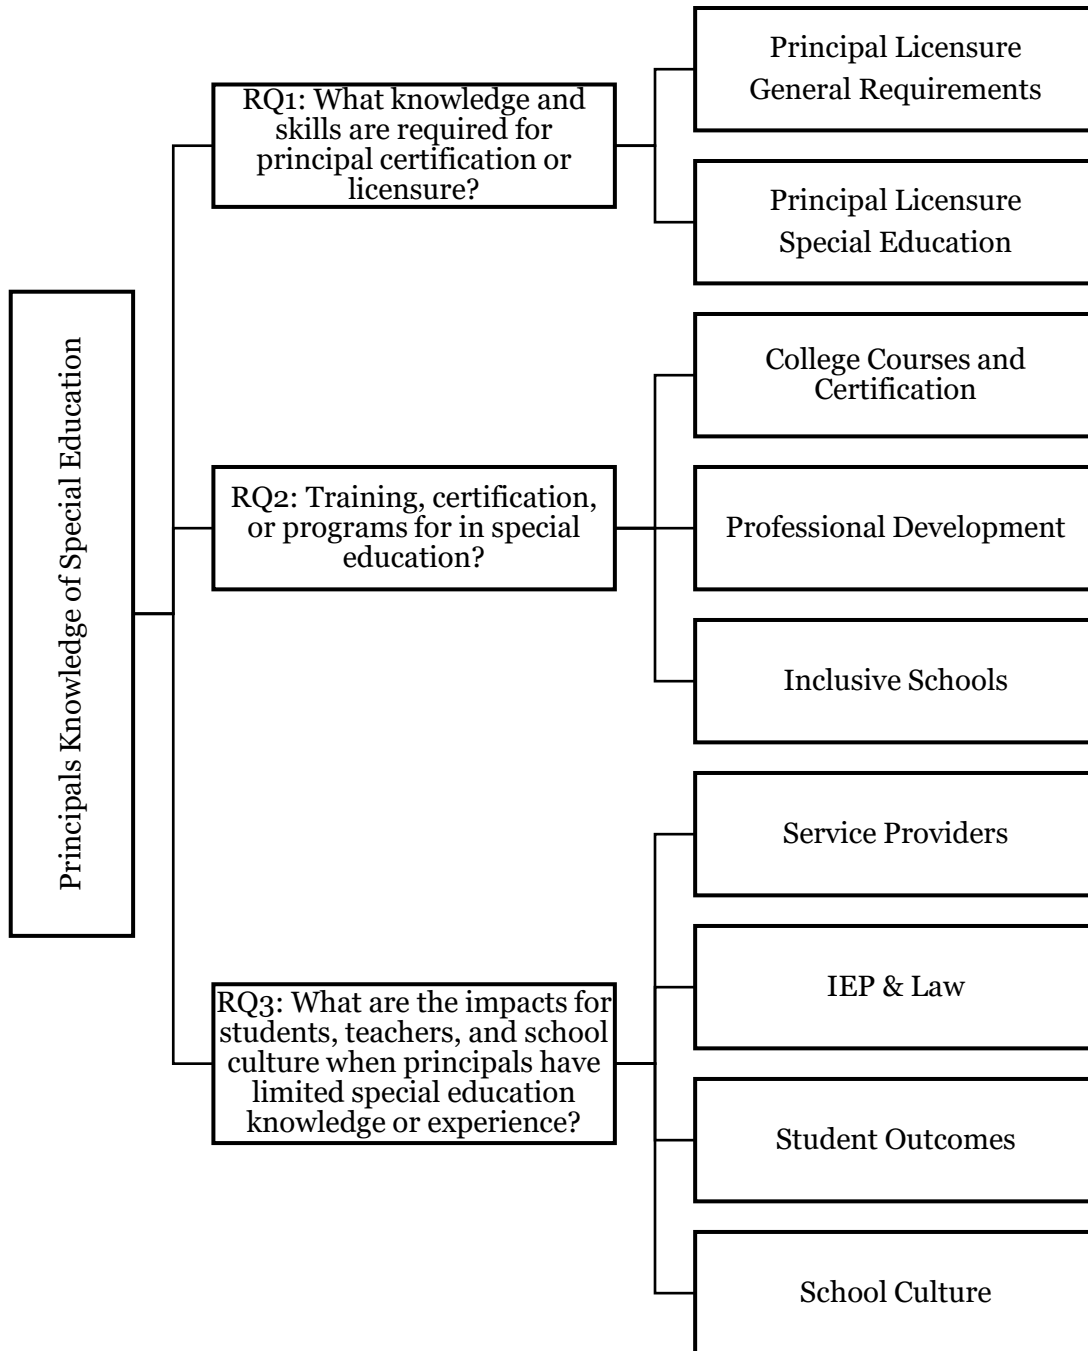 Principals Knowledge of Special Education
RQ1: What knowledge and
skills are required for
principal certification or
licensure?
Principal Licensure
General Requirements
Principal Licensure
Special Education
RQ2: Training, certification,
or programs for in special
education?
College Courses and
Certification
Professional Development
Inclusive Schools
RQ3: What are the impacts for
students, teachers, and school
culture when principals have
limited special education
knowledge or experience?
Service Providers
IEP & Law
Student Outcomes
School Culture